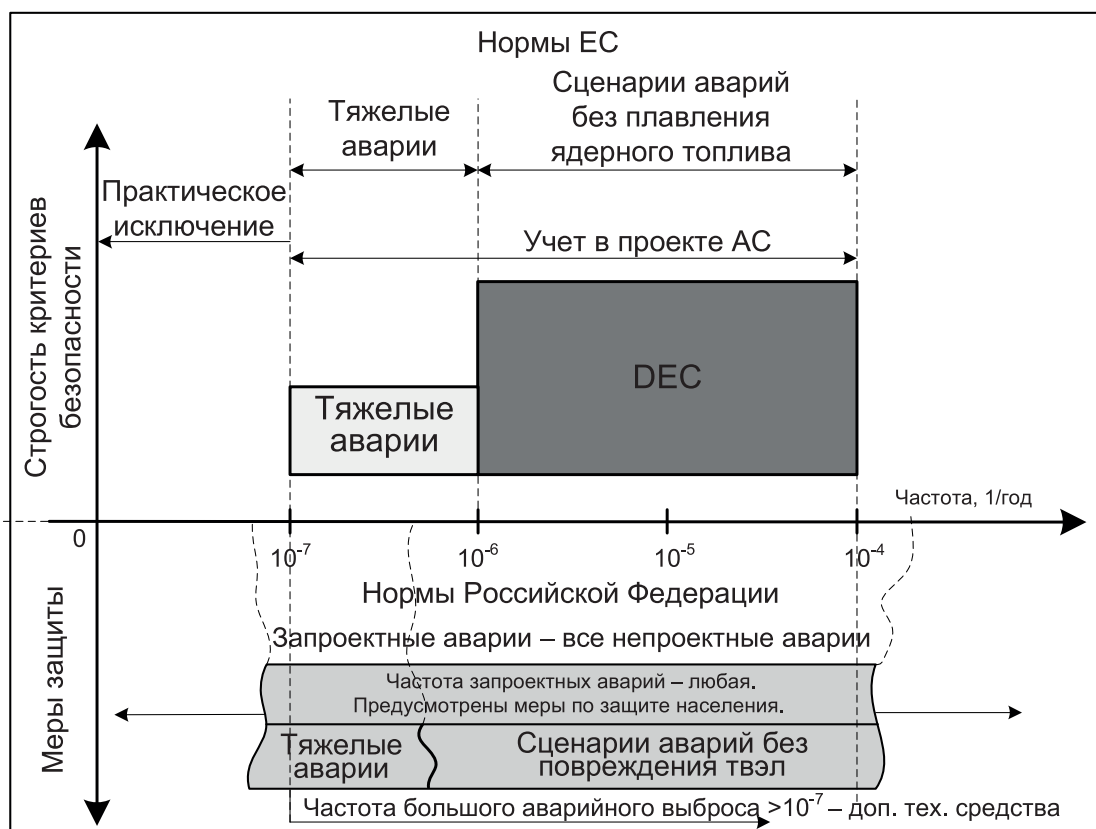 Нормы ЕС
Тяжелые
аварии
Сценарии аварий
без плавления
ядерного топлива
Практическое
исключение
Учет в проекте АС
Строгость критериев
безопасности
DEC
Тяжелые
аварии
Частота, 1/год
0
10⁻⁷
10⁻⁶
10⁻⁵
10⁻⁴
Меры защиты
Нормы Российской Федерации
Запроектные аварии – все непроектные аварии
Частота запроектных аварий – любая.
Предусмотрены меры по защите населения.
Тяжелые
аварии
Сценарии аварий без
повреждения твэл
Частота большого аварийного выброса >10⁻⁷ – доп. тех. средства